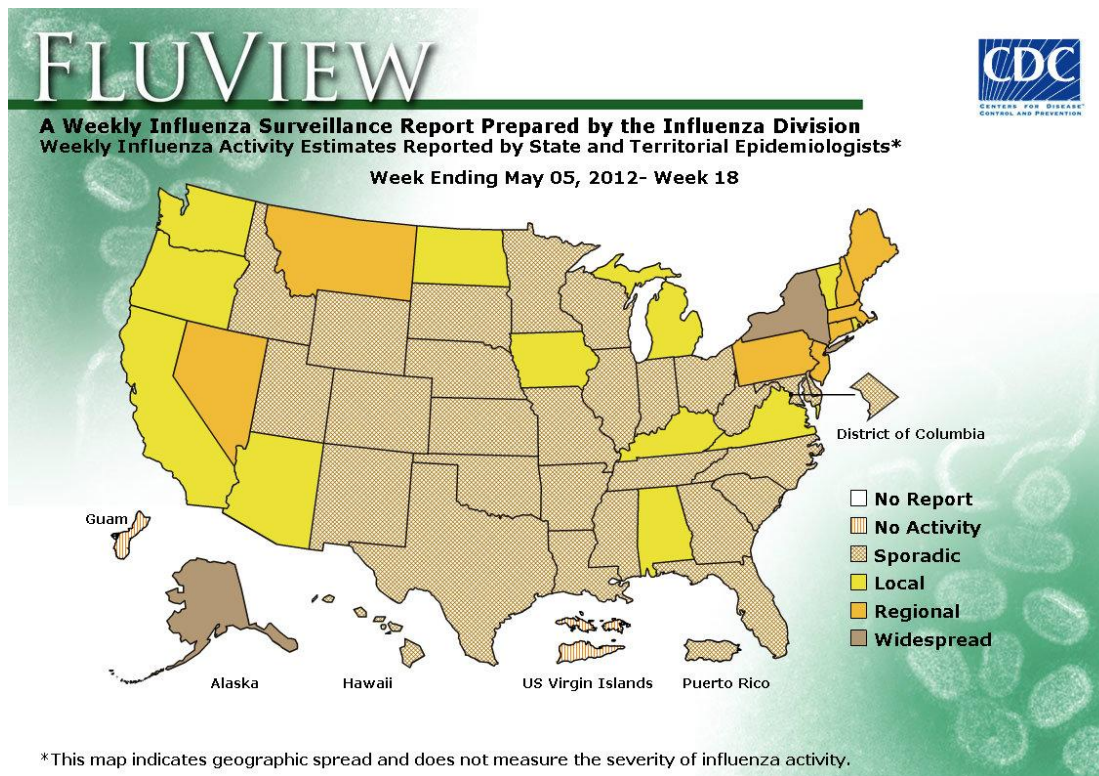 FLUVIEW
CDC
CENTERS FOR DISEASE
CONTROL AND PREVENTION
A Weekly Influenza Surveillance Report Prepared by the Influenza Division
Weekly Influenza Activity Estimates Reported by State and Territorial Epidemiologists*
Week Ending May 05, 2012- Week 18
District of Columbia
Guam
No Report
No Activity
Sporadic
Local
Regional
Widespread
Alaska
Hawaii
US Virgin Islands
Puerto Rico
*This map indicates geographic spread and does not measure the severity of influenza activity.